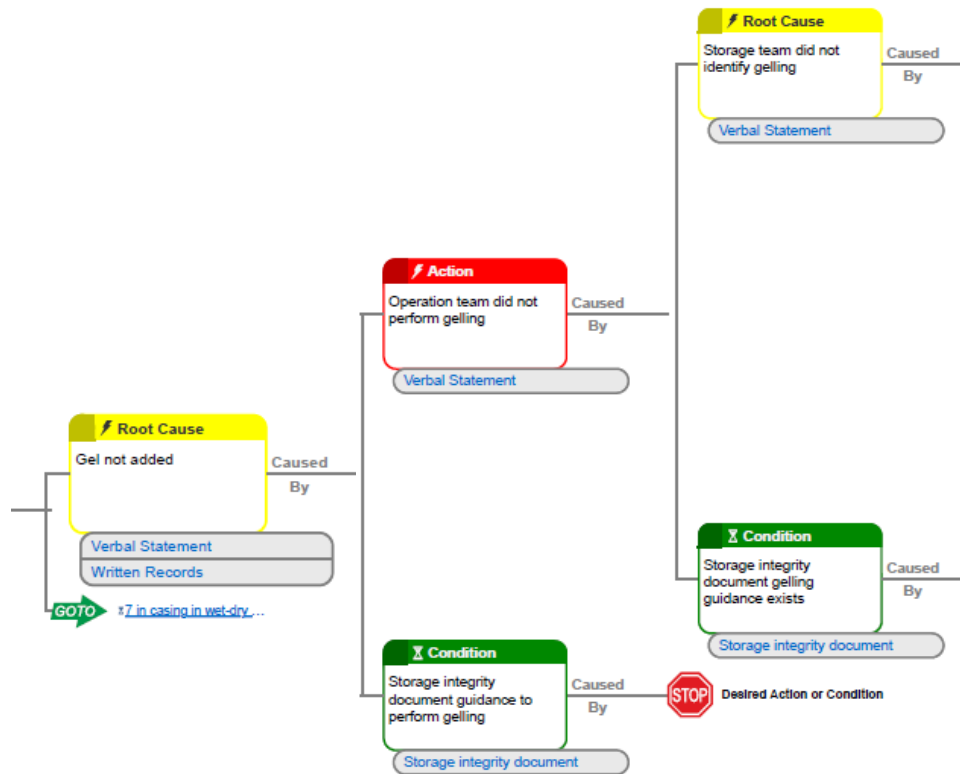 Root Cause
Storage team did not
identify gelling
Caused
By
Verbal Statement
Action
Operation team did not
perform gelling
Caused
By
Verbal Statement
Root Cause
Gel not added
Caused
By
Verbal Statement
Written Records
GOTO
7 in casing in wet-dry ...
Condition
Storage integrity
document gelling
guidance exists
Caused
By
Storage integrity document
Condition
Storage integrity
document guidance to
perform gelling
Caused
By
Storage integrity document
STOP
Desired Action or Condition